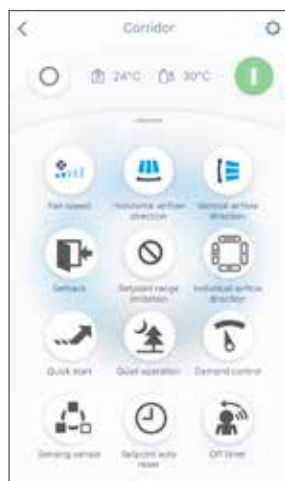 Corridor
24°C 30°C
Fan speed
Horizontal airflow
direction
Vertical airflow
direction
Setback
Setpoint range
limitation
Individual airflow
direction
Quick start
Quiet operation
Demand control
Sensing sensor
Setpoint auto
reset
Off timer